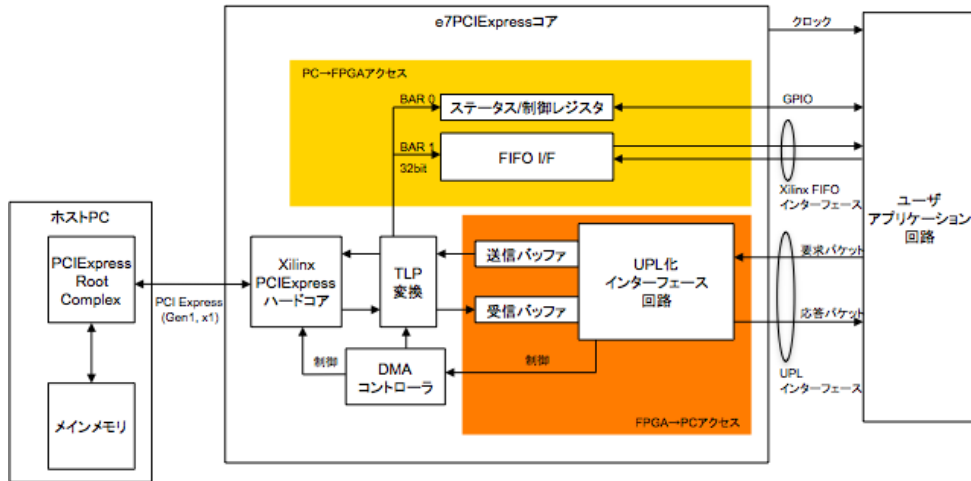 e7PCIExpressコア
クロック
PC→FPGAアクセス
BAR 0
ステータス/制御レジスタ
GPIO
BAR 1
32bit
FIFO I/F
Xilinx FIFO
インターフェース
ユーザ
アプリケーション
回路
ホストPC
PCIExpress
Root
Complex
メインメモリ
PCI Express
(Gen1, x1)
Xilinx
PCIExpress
ハードコア
TLP
変換
送信バッファ
受信バッファ
UPL化
インターフェース
回路
要求パケット
応答パケット
制御
DMA
コントローラ
制御
UPL
インターフェース
FPGA→PCアクセス